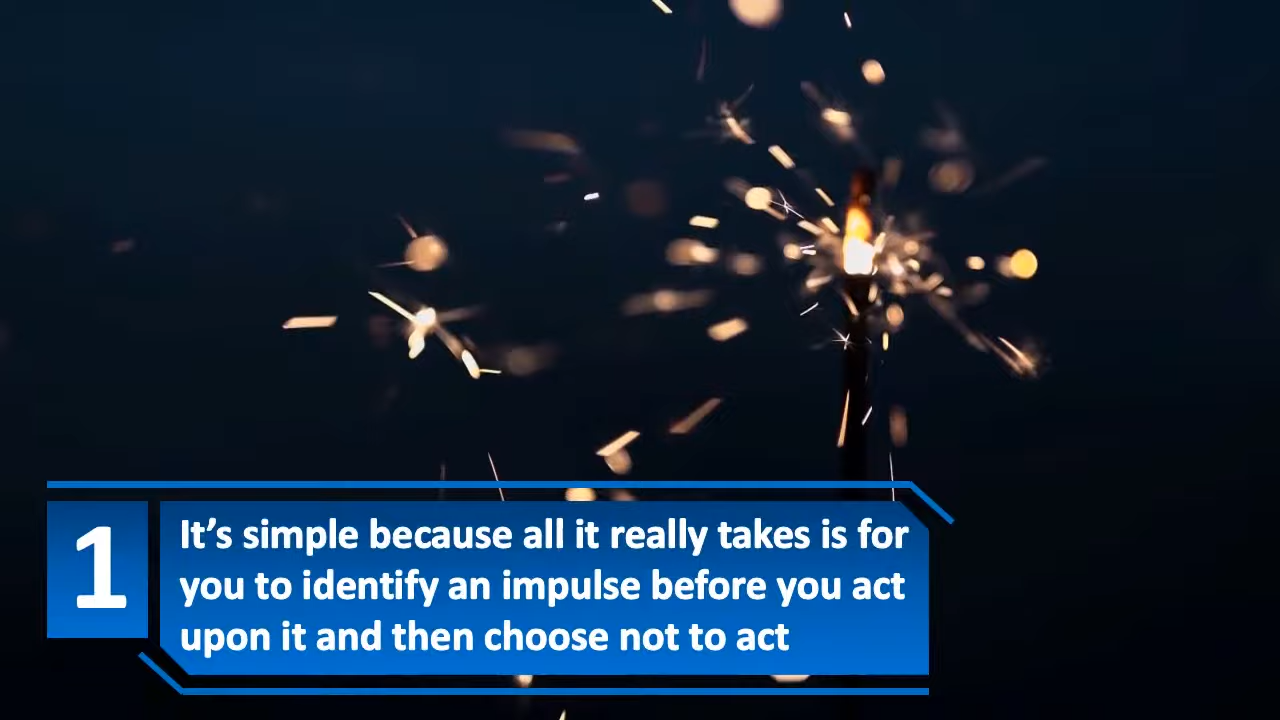 1
It’s simple because all it really takes is for
you to identify an impulse before you act
upon it and then choose not to act